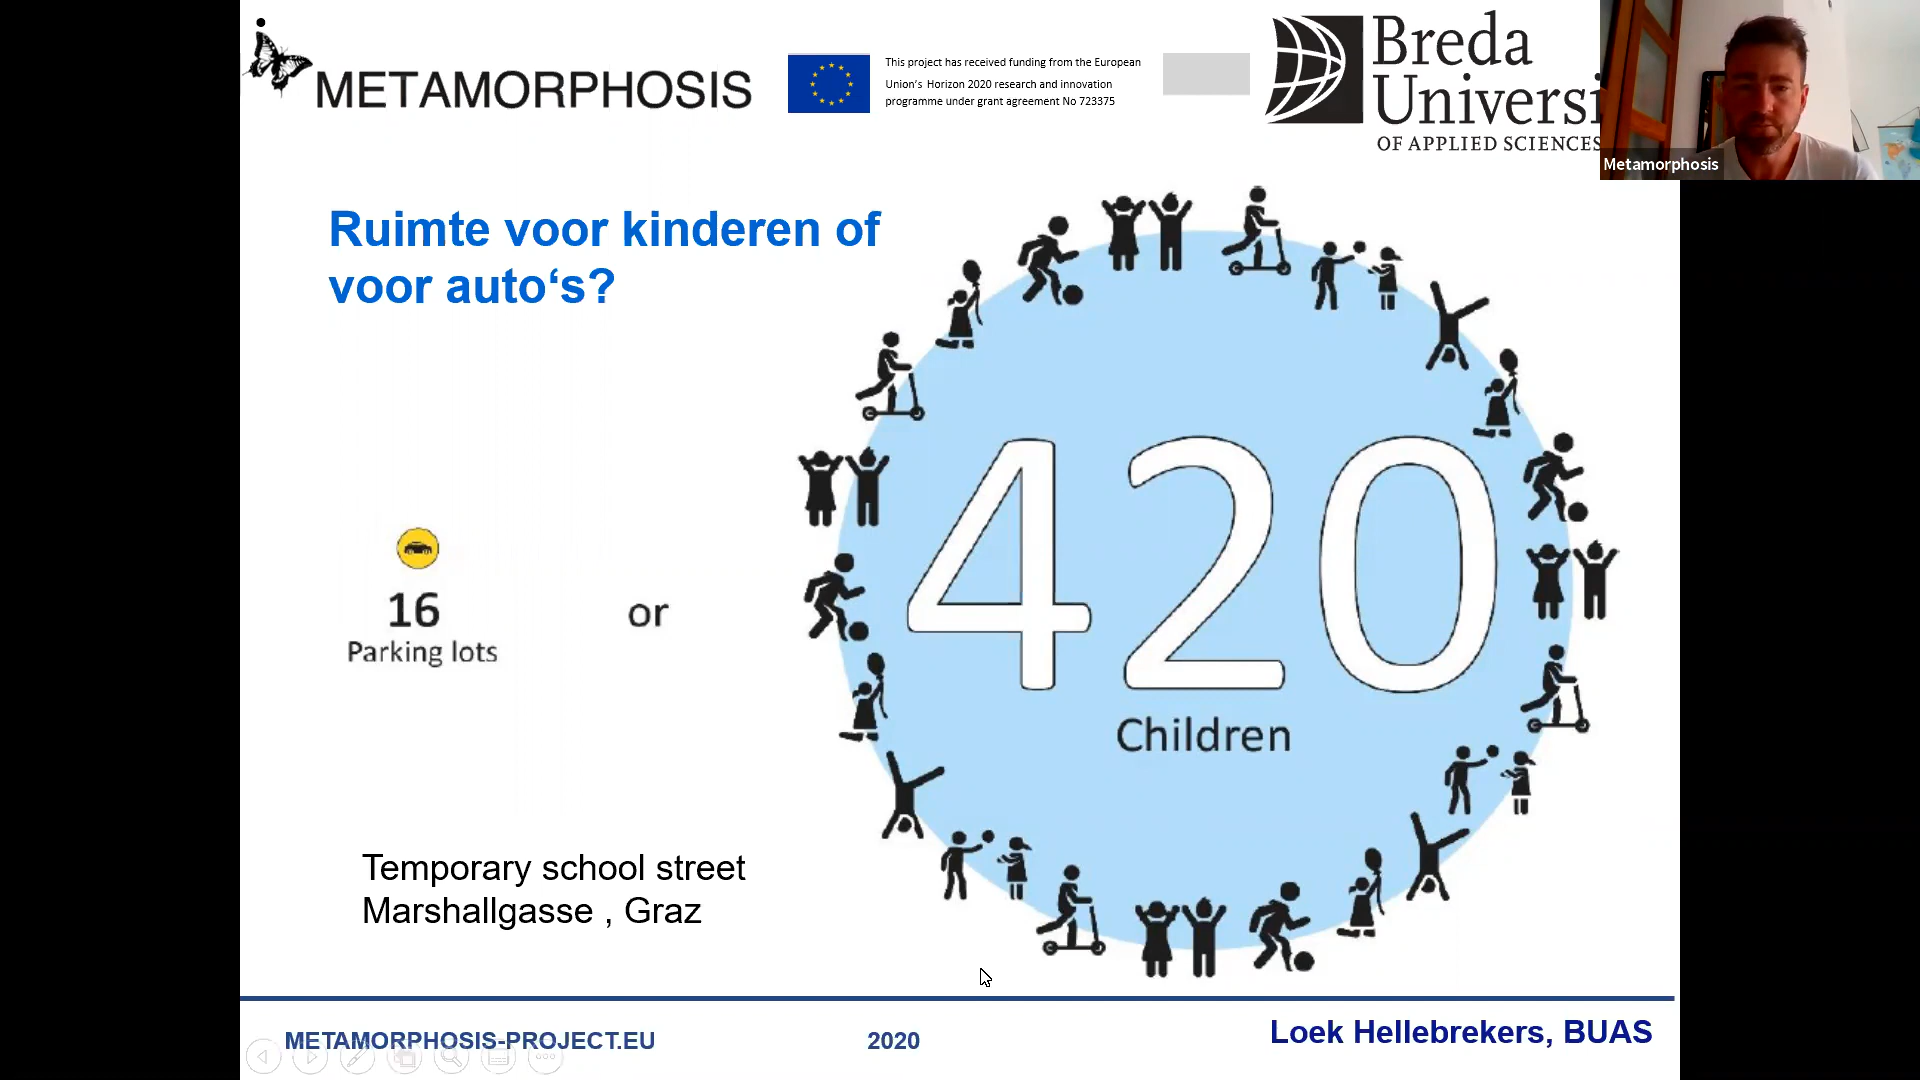 METAMORPHOSIS
This project has received funding from the European
Union's Horizon 2020 research and innovation
programme under grant agreement No 723375
Breda
Universi
OF APPLIED SCIENCES
Metamorphosis
Ruimte voor kinderen of
voor auto‘s?
420
Children
16
Parking lots
or
Temporary school street
Marshallgasse , Graz
METAMORPHOSIS-PROJECT.EU
2020
Loek Hellebrekers, BUAS